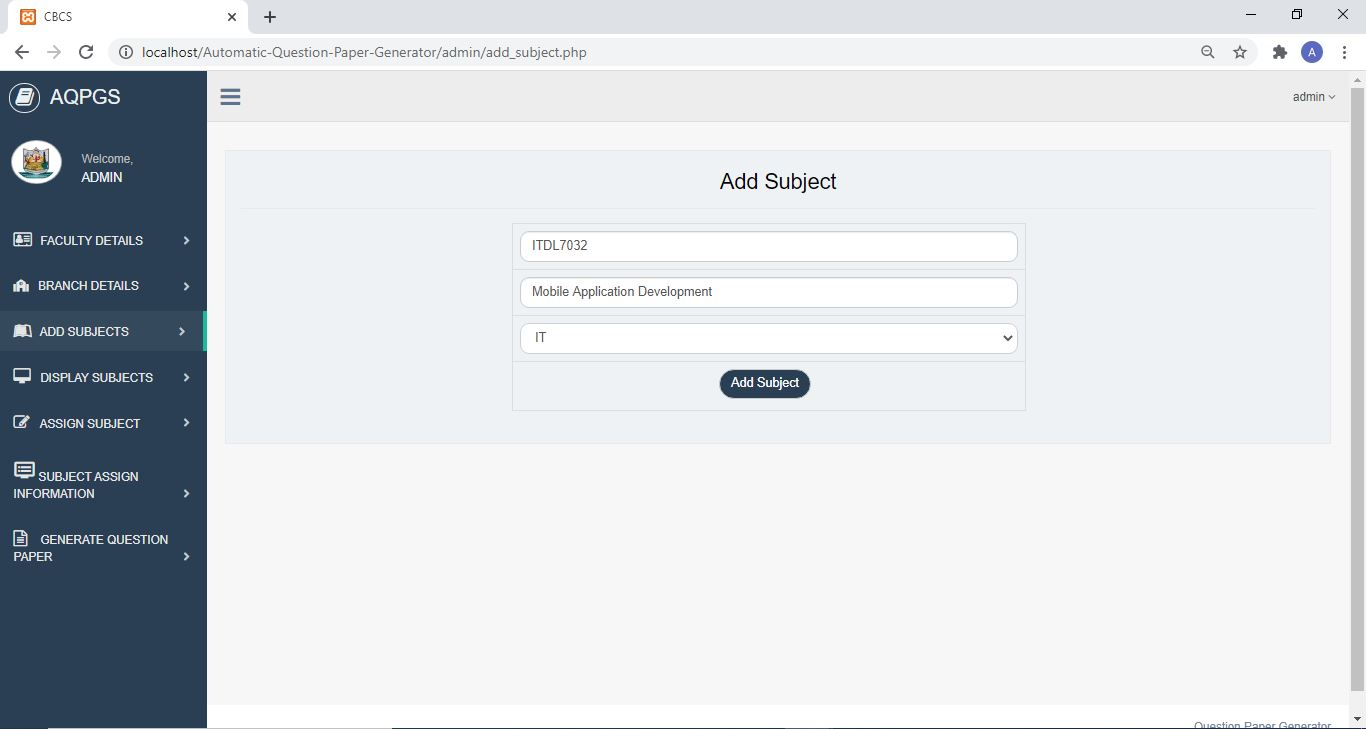 CBCS
localhost/Automatic-Question-Paper-Generator/admin/add_subject.php
A
AQPGS
admin
Welcome,
ADMIN
FACULTY DETAILS
BRANCH DETAILS
ADD SUBJECTS
DISPLAY SUBJECTS
ASSIGN SUBJECT
SUBJECT ASSIGN
INFORMATION
GENERATE QUESTION
PAPER
Add Subject
ITDL7032
Mobile Application Development
IT
Add Subject
Question Paper Generator